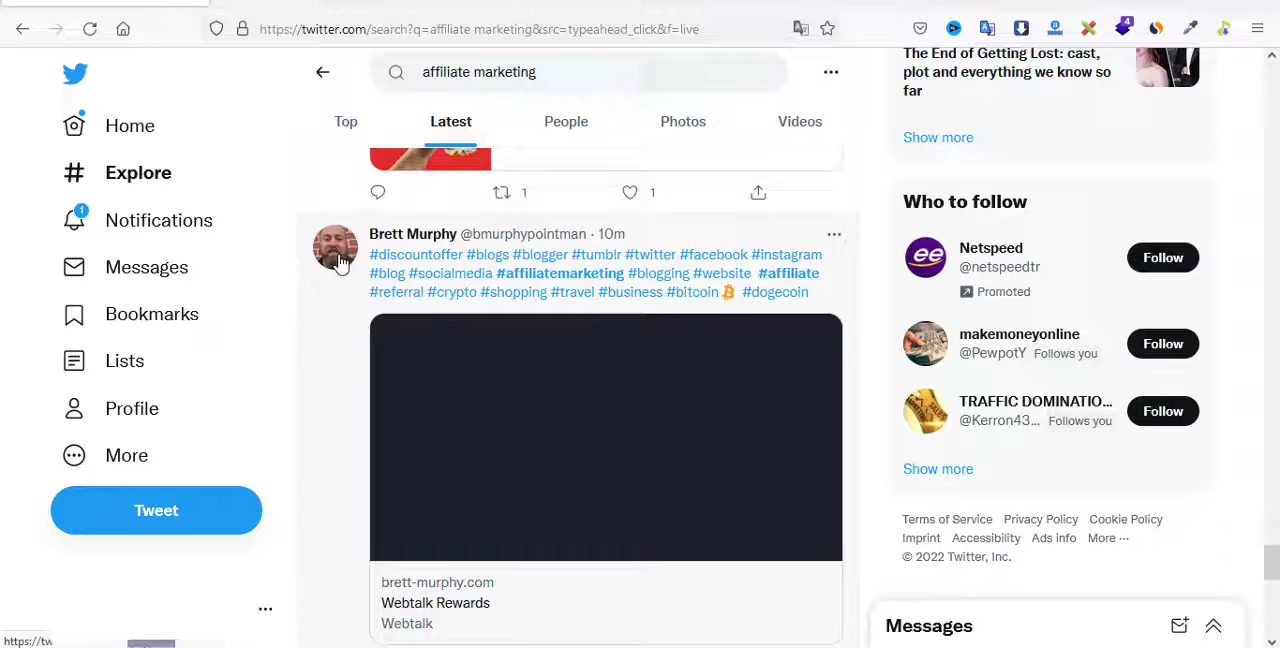 https://twitter.com/search?q=affiliate marketing&src=typeahead_click&f=live
4
Home
Explore
1
Notifications
Messages
Bookmarks
Lists
Profile
More
Tweet
affiliate marketing
Top Latest People Photos Videos
1 1
Brett Murphy @bmurphypointman · 10m
#discountoffer #blogs #blogger #tumblr #twitter #facebook #instagram
#blog #socialmedia #affiliatemarketing #blogging #website #affiliate
#referral #crypto #shopping #travel #business #bitcoin #dogecoin
brett-murphy.com
Webtalk Rewards
Webtalk
The End of Getting Lost: cast,
plot and everything we know so
far
Show more
Who to follow
Netspeed
@netspeedtr
Promoted
Follow
makemoneyonline
@PewpotY Follows you
Follow
TRAFFIC DOMINATIO...
@Kerron43... Follows you
Follow
Show more
Terms of Service Privacy Policy Cookie Policy
Imprint Accessibility Ads info More ···
© 2022 Twitter, Inc.
Messages
https://tw